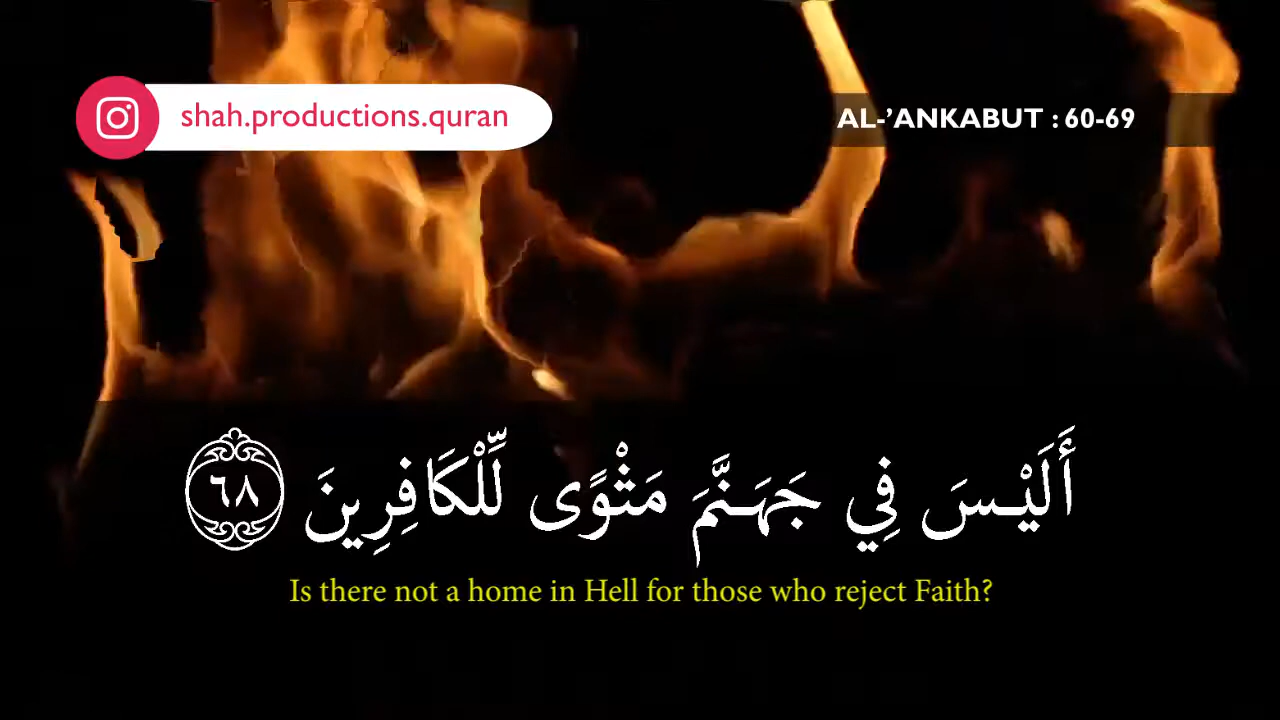 shah.productions.quran
AL-’ANKABUT : 60-69
أَلَيْسَ فِي جَهَنَّمَ مَثْوًى لِّلْكَافِرِينَ ٦٨
Is there not a home in Hell for those who reject Faith?